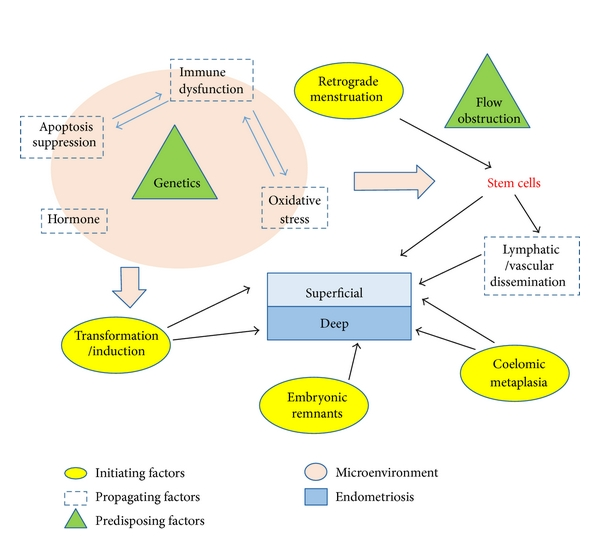 Immune
dysfunction
Retrograde
menstruation
Flow
obstruction
Apoptosis
suppression
Genetics
Stem cells
Oxidative
stress
Hormone
Lymphatic
/vascular
dissemination
Superficial
Deep
Transformation
/induction
Coelomic
metaplasia
Embryonic
remnants
Initiating factors
Propagating factors
Predisposing factors
Microenvironment
Endometriosis